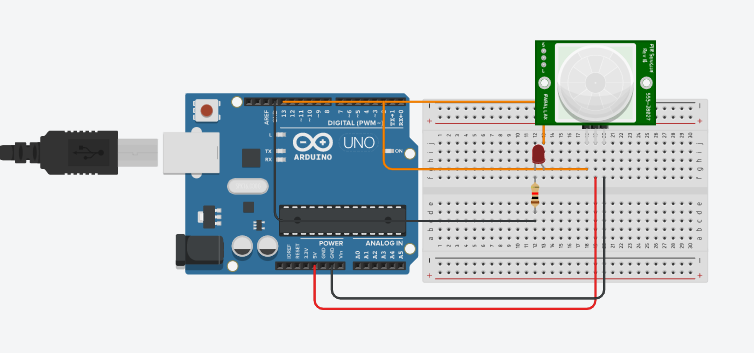 PIR Sensor
Rev B
555-28027
PARALLAX
AREF
13
12
~11
~10
~9
8
7
~6
~5
4
~3
2
TX→1
RX←0
DIGITAL (PWM~)
L
TX
RX
ARDUINO
UNO
ON
POWER
ANALOG IN
IOREF
RESET
3.3V
5V
GND
GND
Vin
A0
A1
A2
A3
A4
A5